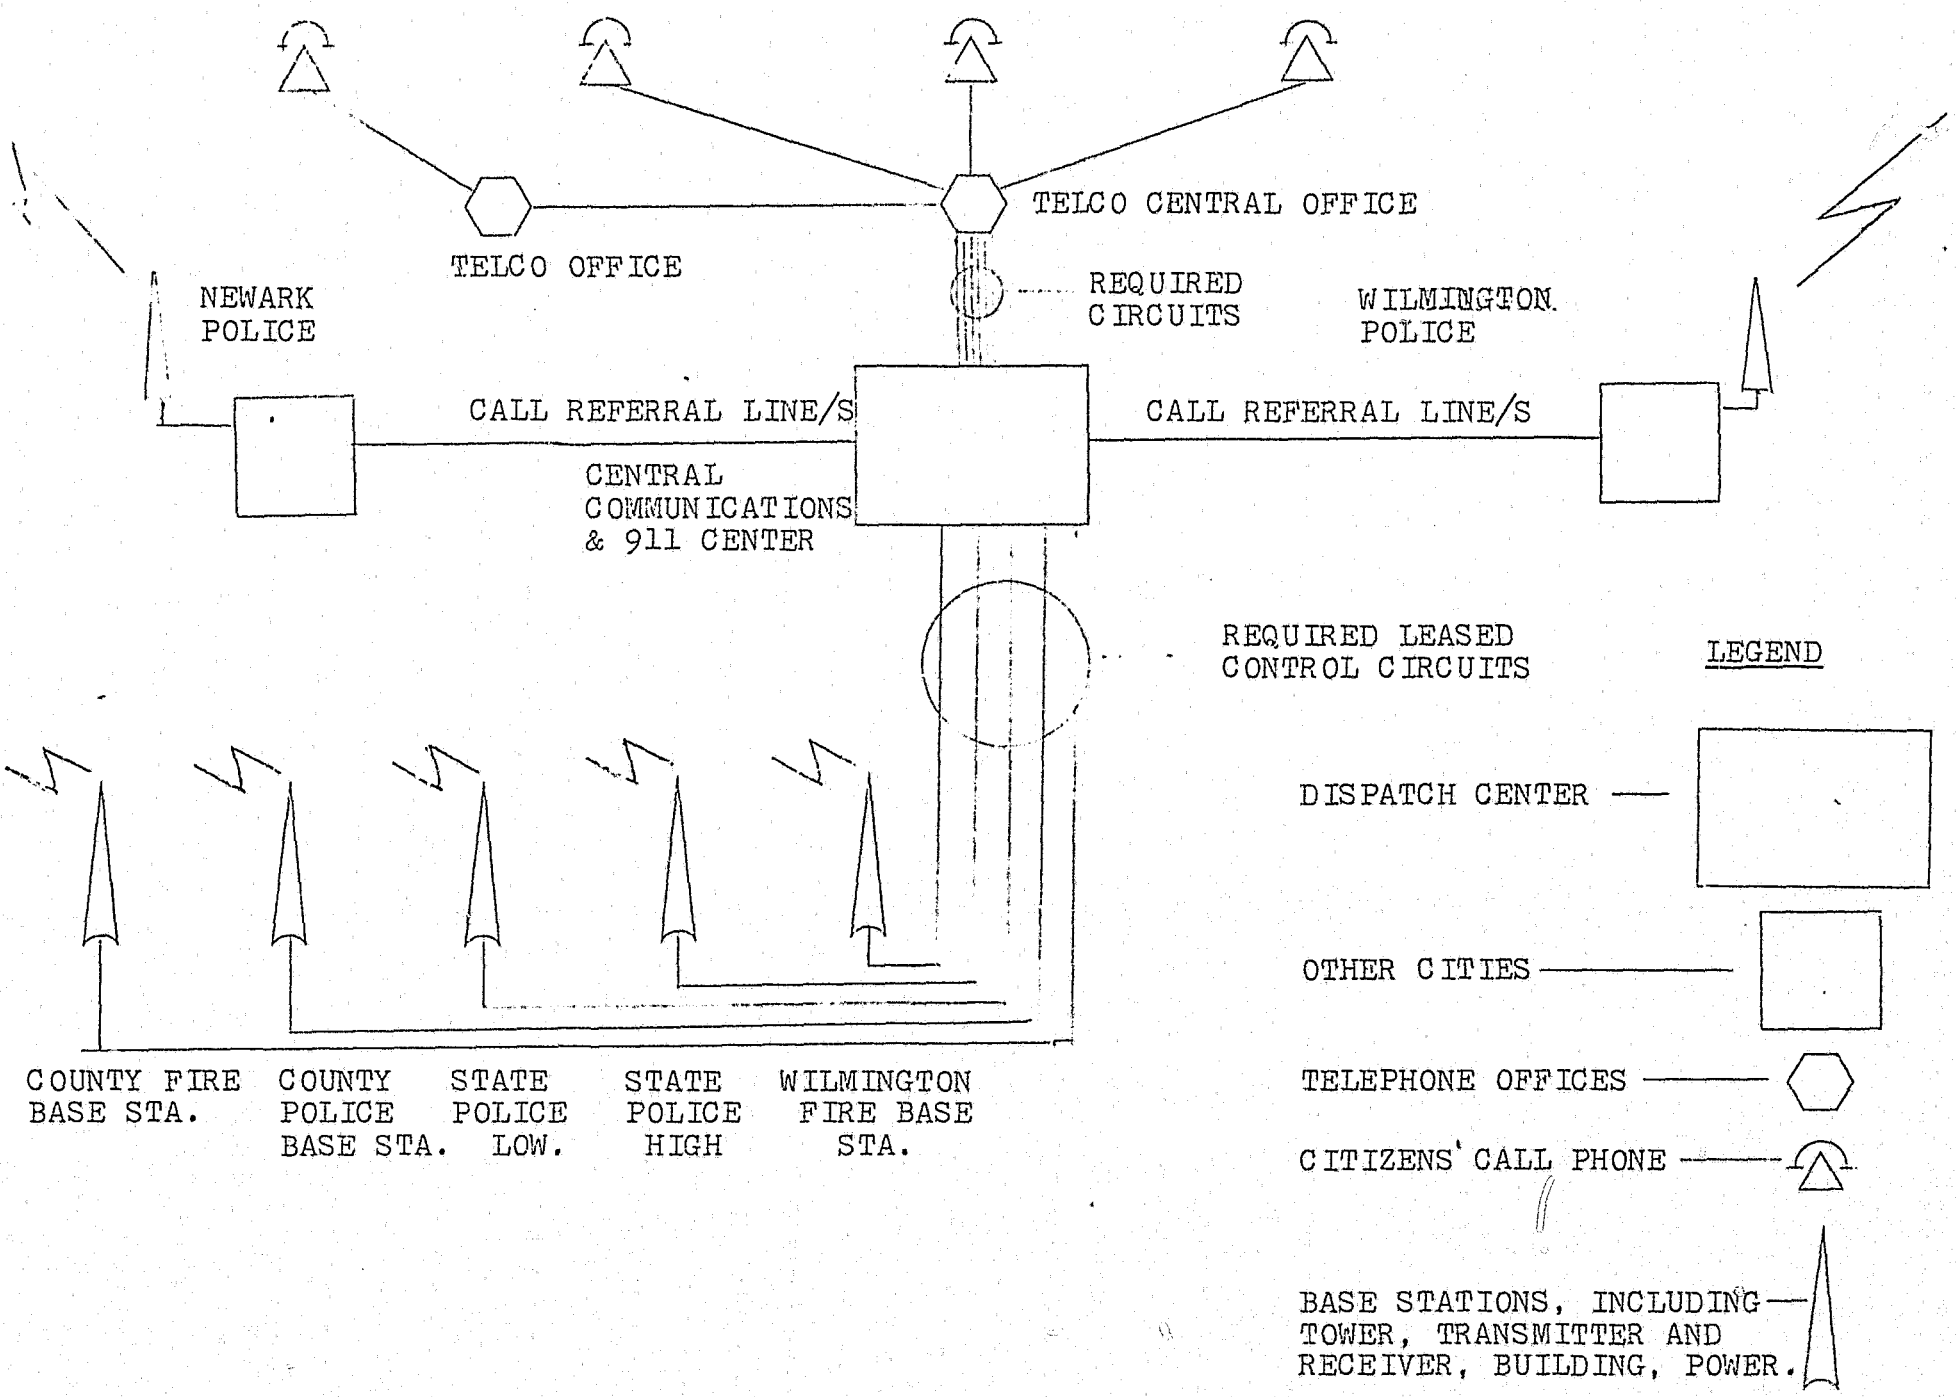 TELCO CENTRAL OFFICE
TELCO OFFICE
REQUIRED
CIRCUITS
NEWARK
POLICE
WILMINGTON
POLICE
CALL REFERRAL LINE/S
CALL REFERRAL LINE/S
CENTRAL
COMMUNICATIONS
& 911 CENTER
REQUIRED LEASED
CONTROL CIRCUITS
COUNTY FIRE
BASE STA.
COUNTY
POLICE
BASE STA.
STATE
POLICE
LOW.
STATE
POLICE
HIGH
WILMINGTON
FIRE BASE
STA.
LEGEND
DISPATCH CENTER
OTHER CITIES
TELEPHONE OFFICES
CITIZENS' CALL PHONE
BASE STATIONS, INCLUDING
TOWER, TRANSMITTER AND
RECEIVER, BUILDING, POWER.